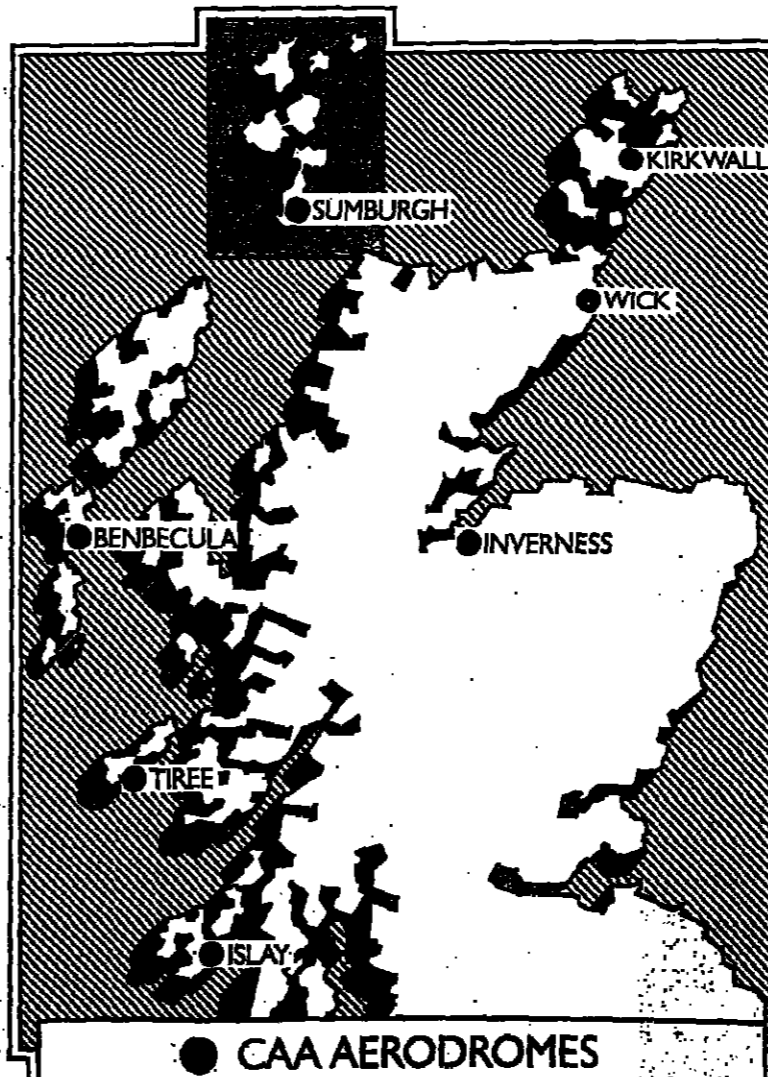 KIRKWALL
SUMBURGH
WICK
BENBECULA
INVERNESS
TIREE
ISLAY
CAA AERODROMES